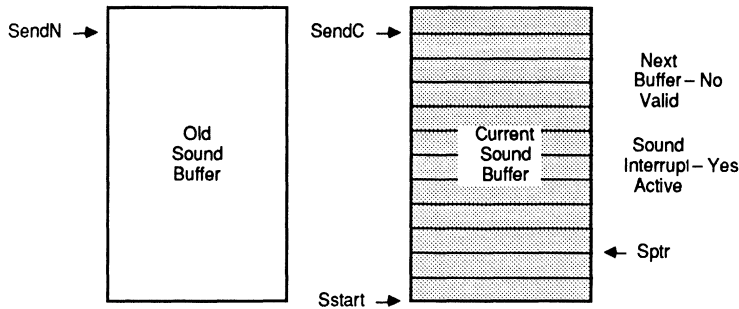 SendN
Old
Sound
Buffer
SendC
Current
Sound
Buffer
Next
Buffer – No
Valid
Sound
Interrupt – Yes
Active
Sptr
Sstart